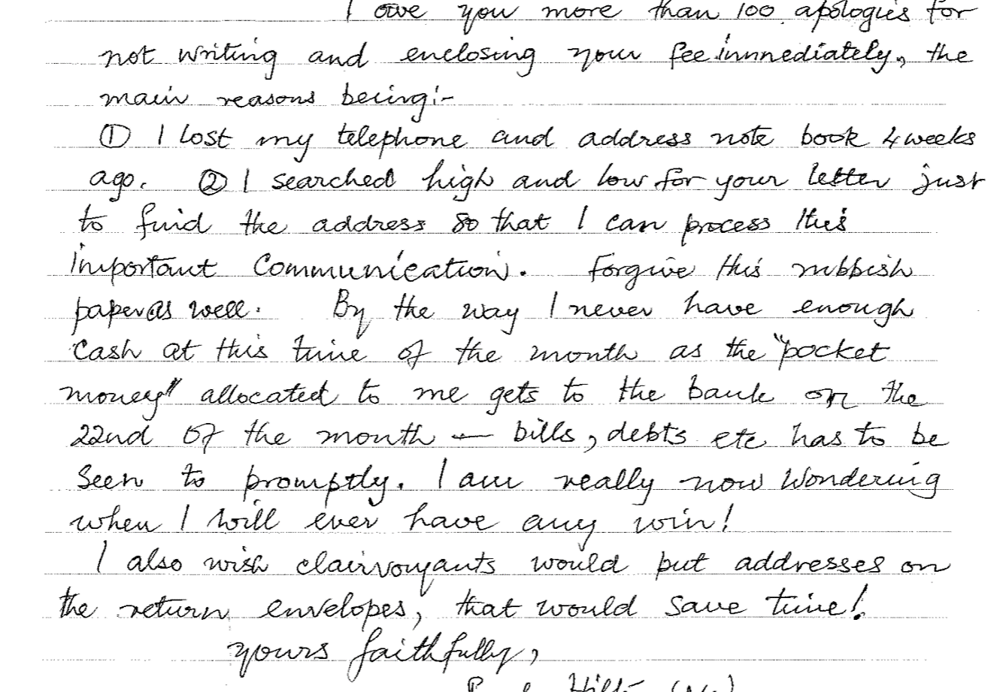 I owe you more than 100 apologies for
not writing and enclosing your fee immediately, the
main reasons being:-
① I lost my telephone and address note book 4 weeks
ago. ② I searched high and low for your letter just
to find the address so that I can process this
important Communication. Forgive this rubbish
paper as well. By the way I never have enough
cash at this time of the month as the "pocket
money" allocated to me gets to the bank on the
22nd of the month — bills, debts etc has to be
seen to promptly. I am really now wondering
when I will ever have any win!
I also wish clairvoyants would put addresses on
the return envelopes, that would save time!
yours faithfully,